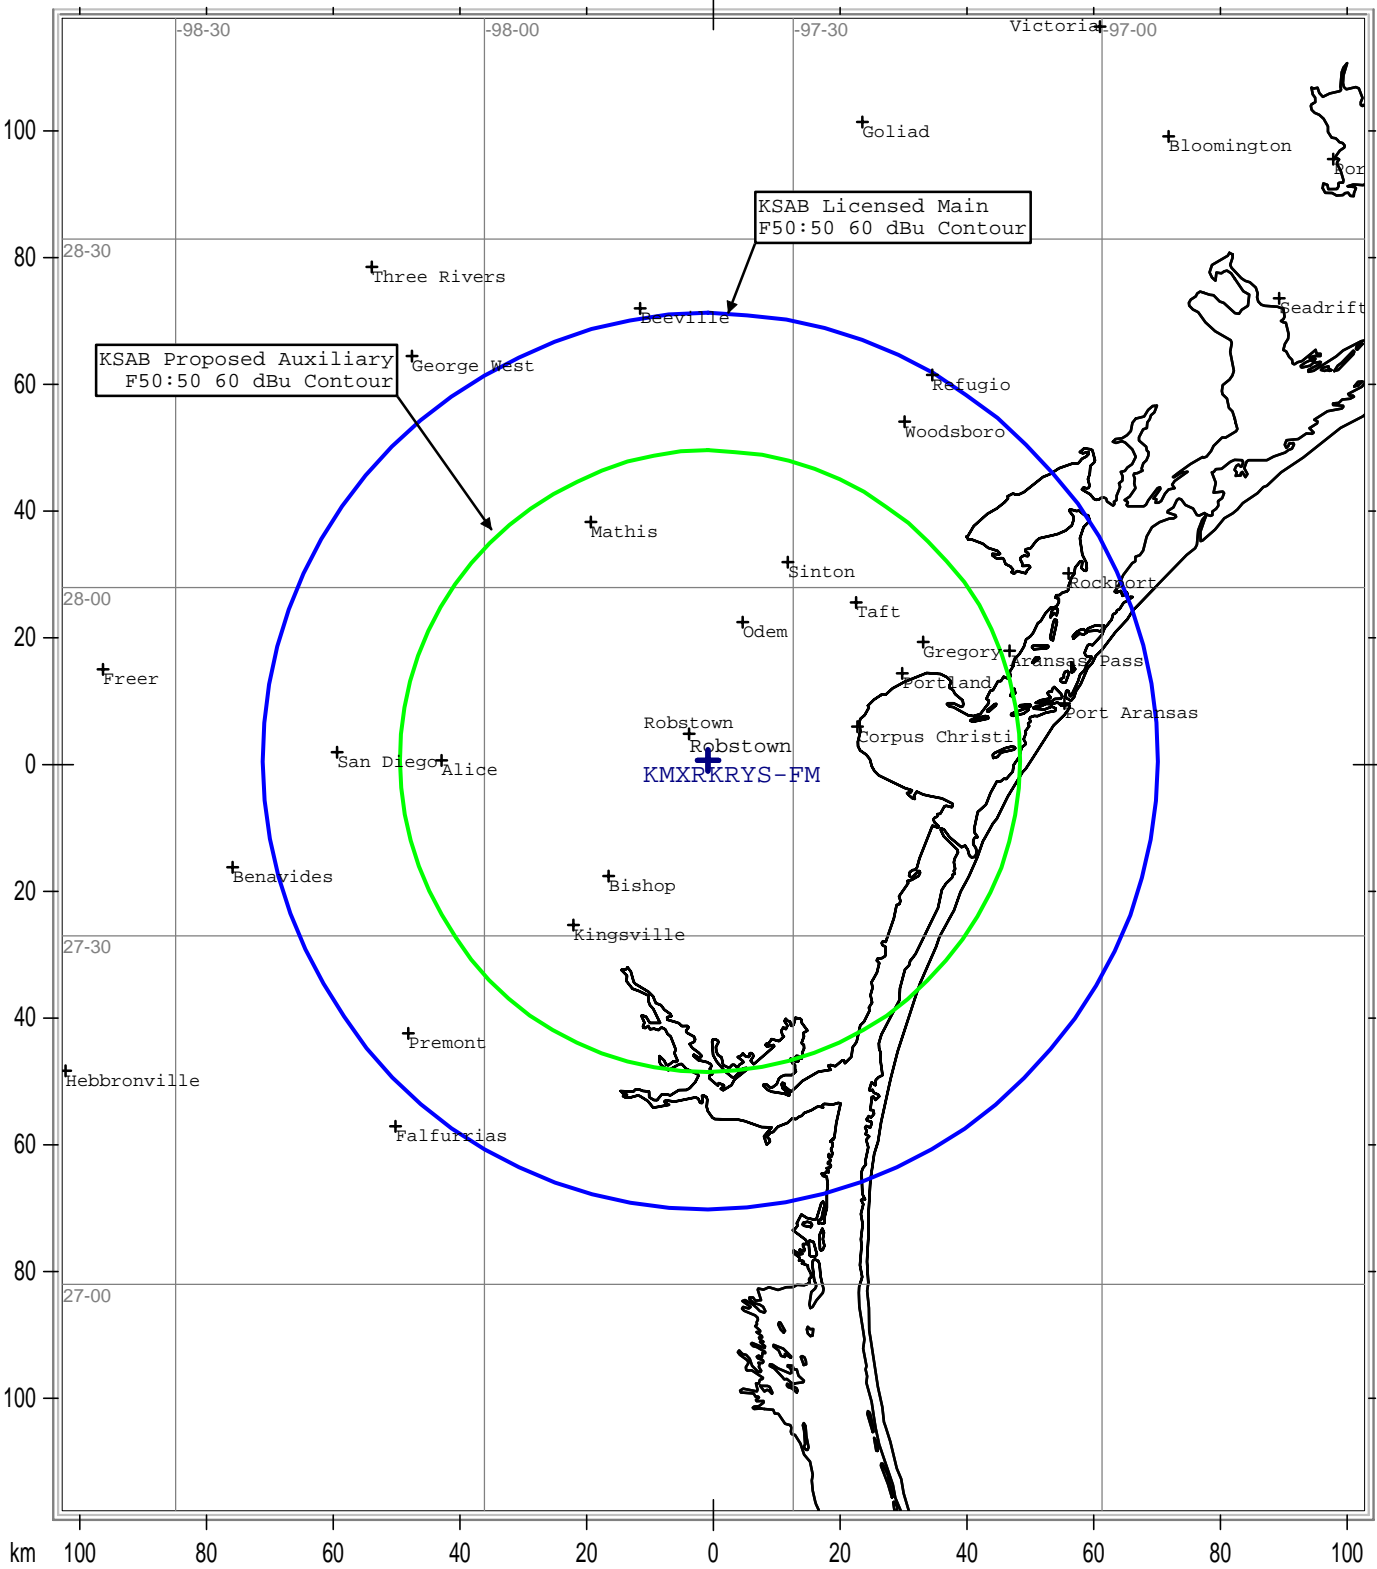 Victoria
-98-30
-98-00
-97-30
-97-00
100
Goliad
Bloomington
Por
KSAB Licensed Main
F50:50 60 dBu Contour
28-30
80
Three Rivers
Seadrift
Beeville
KSAB Proposed Auxiliary
F50:50 60 dBu Contour
George West
60
Refugio
Woodsboro
40
Mathis
Sinton
Rockport
28-00
Taft
20
Odem
Gregory
Aransas Pass
Freer
Portland
Port Aransas
Robstown
Corpus Christi
Robstown
0
San Diego
Alice
KMXRKRYS-FM
Benavides
20
Bishop
Kingsville
27-30
40
Premont
Hebbronville
60
Falfurrias
80
27-00
100
km 100 80 60 40 20 0 20 40 60 80 100